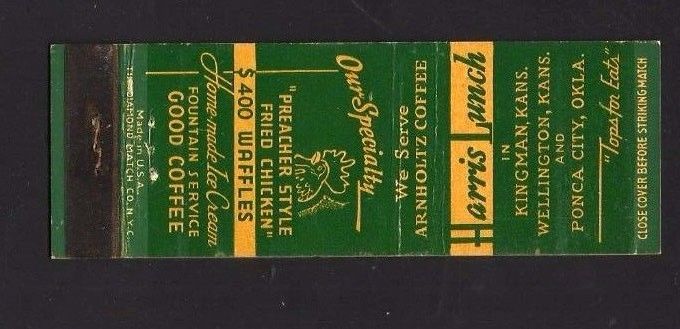 Our Specialty
"PREACHER STYLE
FRIED CHICKEN"
$400 WAFFLES
Home-made Ice Cream
FOUNTAIN SERVICE
GOOD COFFEE
Made in U.S.A.
DIAMOND MATCH CO. N.Y.C.
We Serve
ARNHOLTZ COFFEE
Harris Lunch
IN
KINGMAN, KANS.
WELLINGTON, KANS.
AND
PONCA CITY, OKLA.
"Tops for Eats"
CLOSE COVER BEFORE STRIKING MATCH